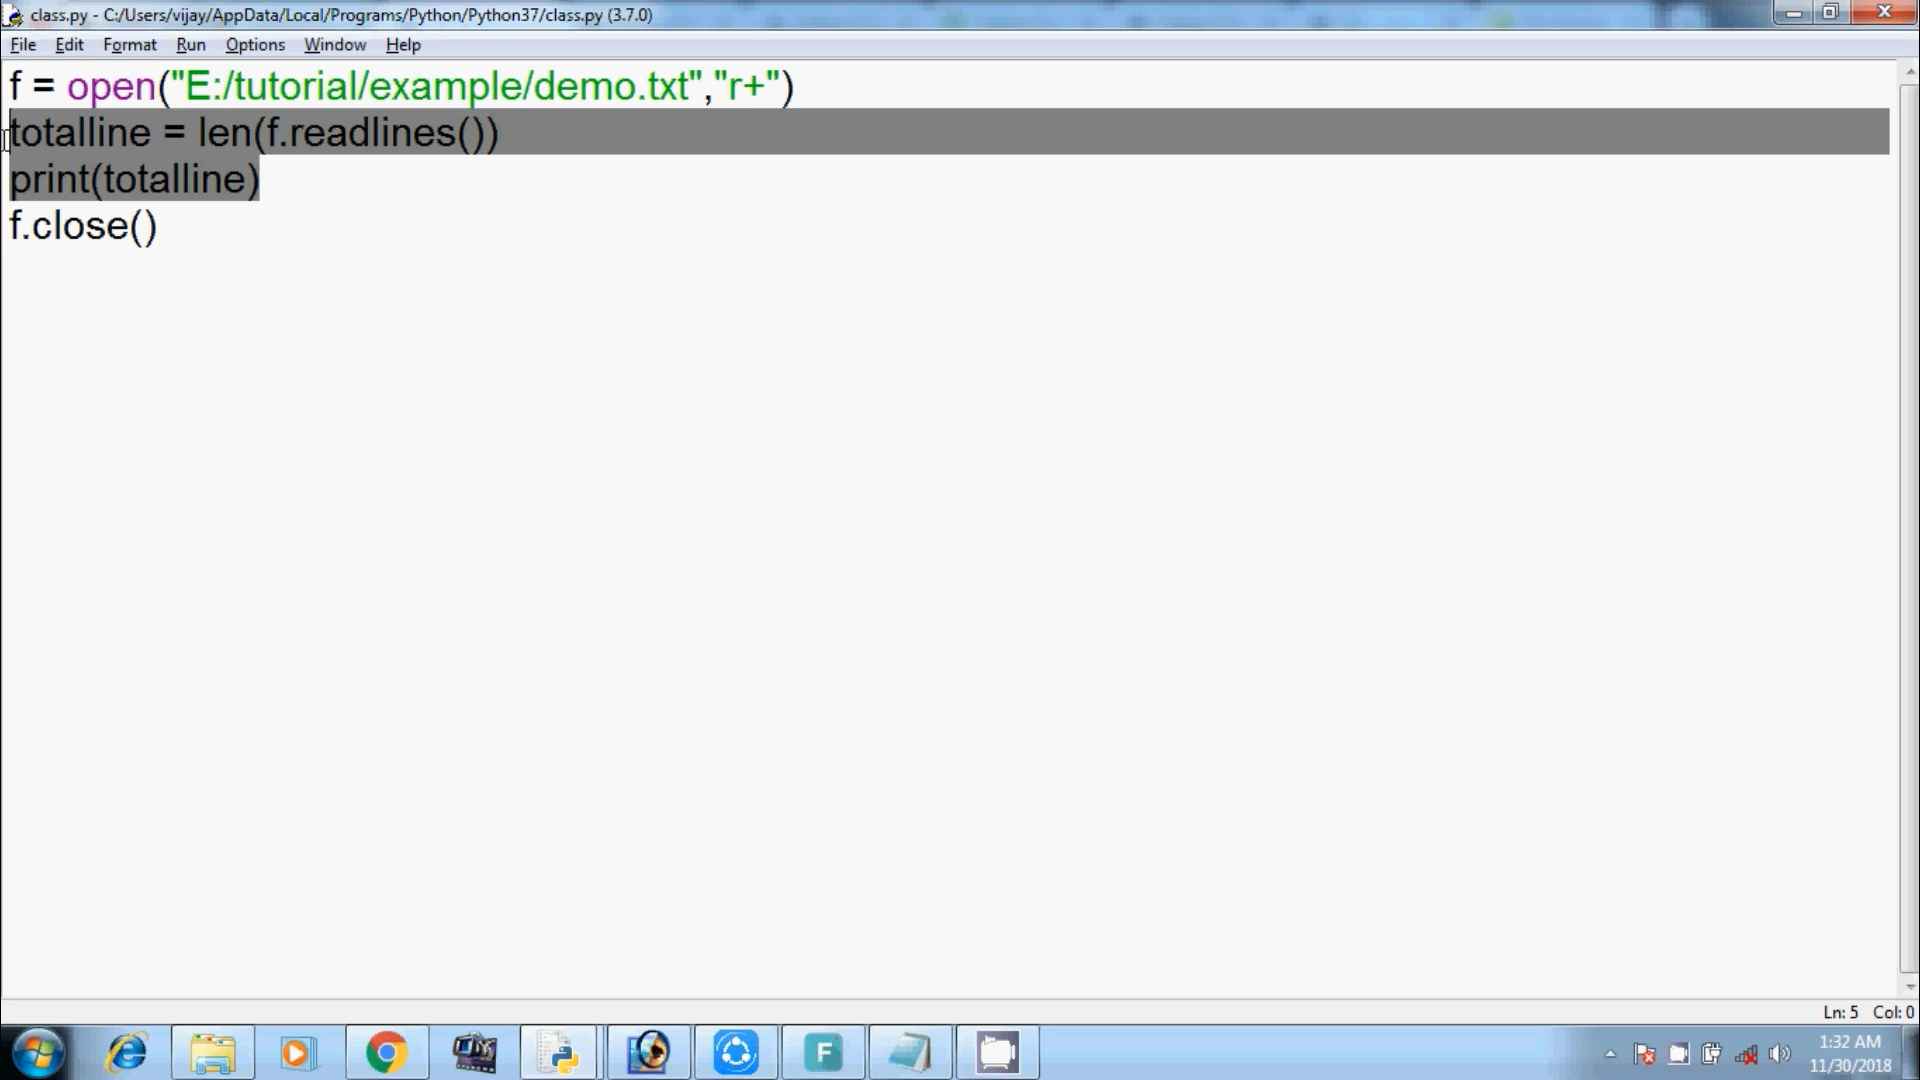 class.py - C:/Users/vijay/AppData/Local/Programs/Python/Python37/class.py (3.7.0)
File Edit Format Run Options Window Help
f = open("E:/tutorial/example/demo.txt","r+")
totalline = len(f.readlines())
print(totalline)
f.close()
Ln: 5 Col: 0
F
1:32 AM
11/30/2018